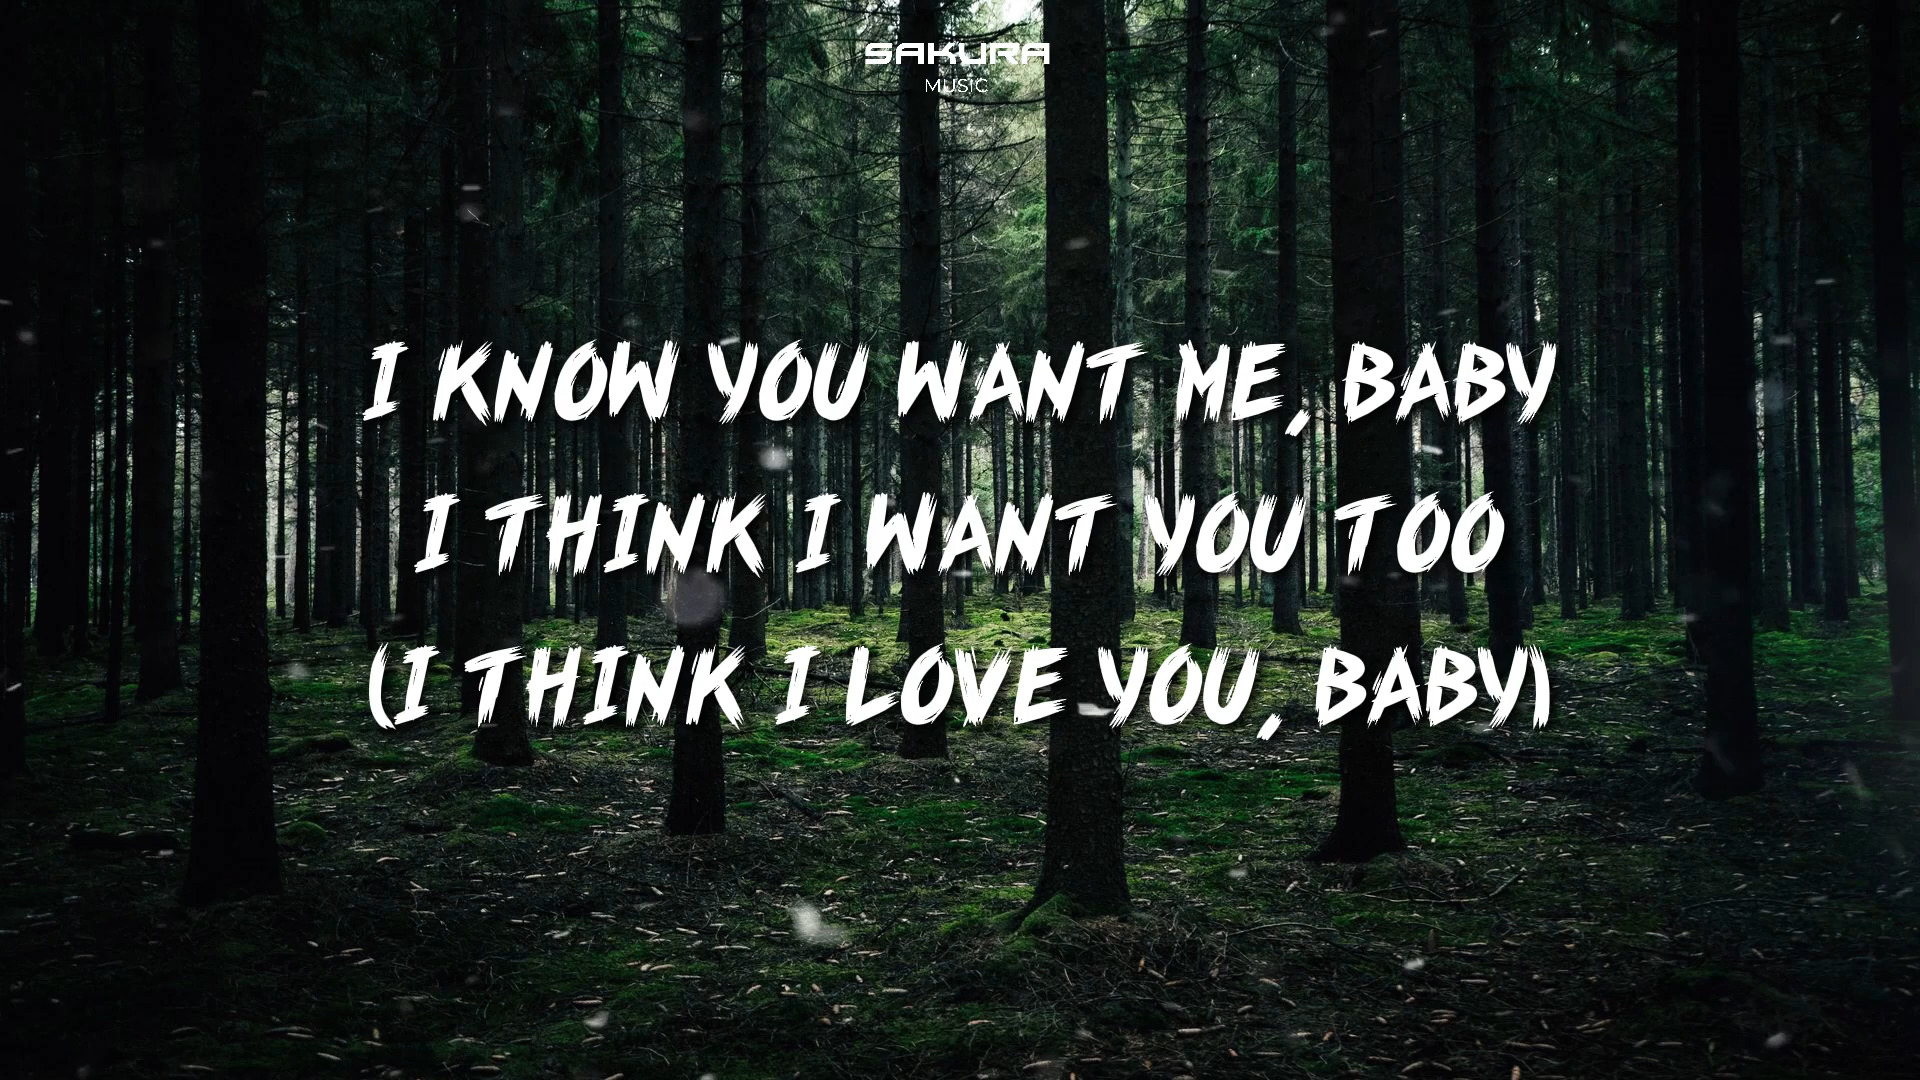 SAKURA
MUSIC
I KNOW YOU WANT ME, BABY
I THINK I WANT YOU TOO
(I THINK I LOVE YOU, BABY)